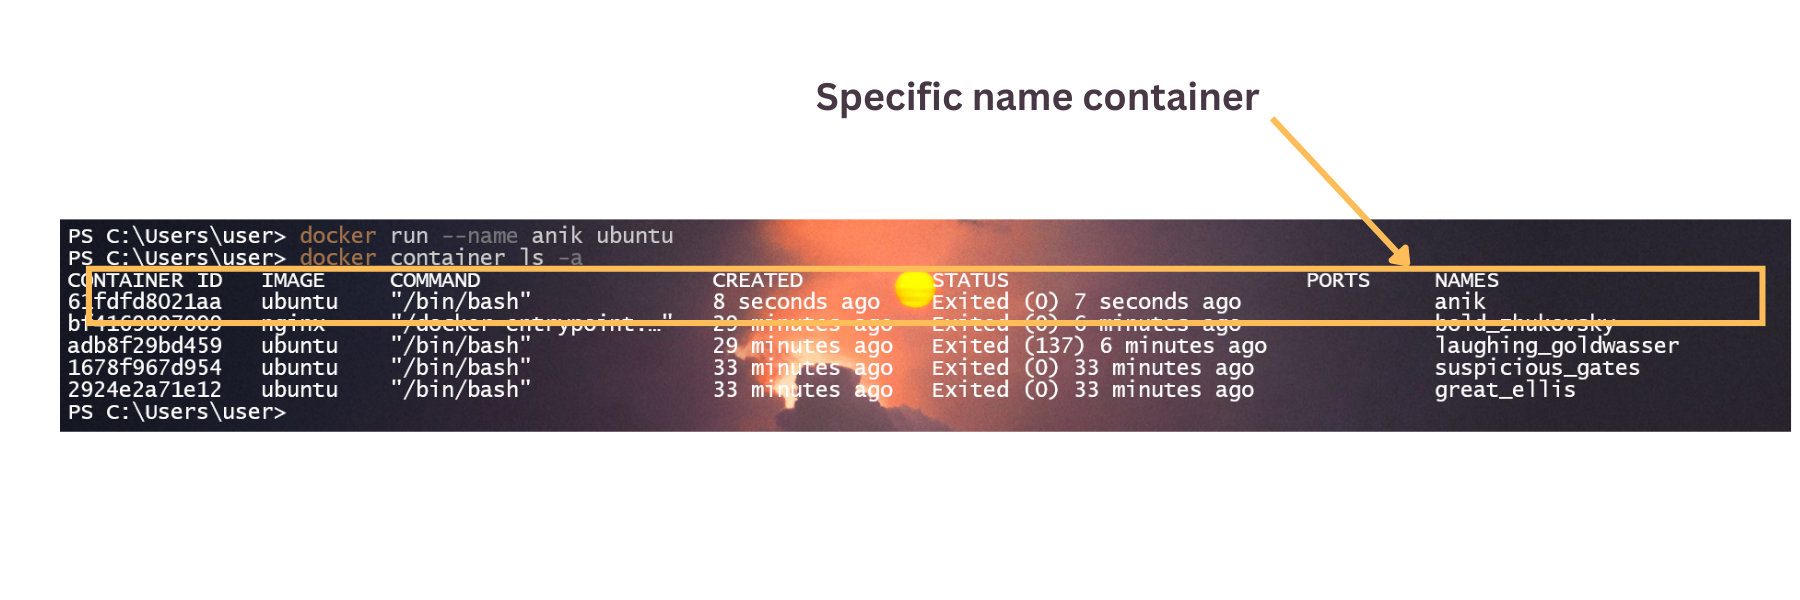 Specific name container
PS C:\Users\user> docker run --name anik ubuntu
PS C:\Users\user> docker container ls -a
CONTAINER ID IMAGE COMMAND CREATED STATUS PORTS NAMES
61fdfd8021aa ubuntu "/bin/bash" 8 seconds ago Exited (0) 7 seconds ago anik
bf4169807009 nginx "/docker-entrypoint.…" 29 minutes ago Exited (0) 6 minutes ago bold_zhukovsky
adb8f29bd459 ubuntu "/bin/bash" 29 minutes ago Exited (137) 6 minutes ago laughing_goldwasser
1678f967d954 ubuntu "/bin/bash" 33 minutes ago Exited (0) 33 minutes ago suspicious_gates
2924e2a71e12 ubuntu "/bin/bash" 33 minutes ago Exited (0) 33 minutes ago great_ellis
PS C:\Users\user>